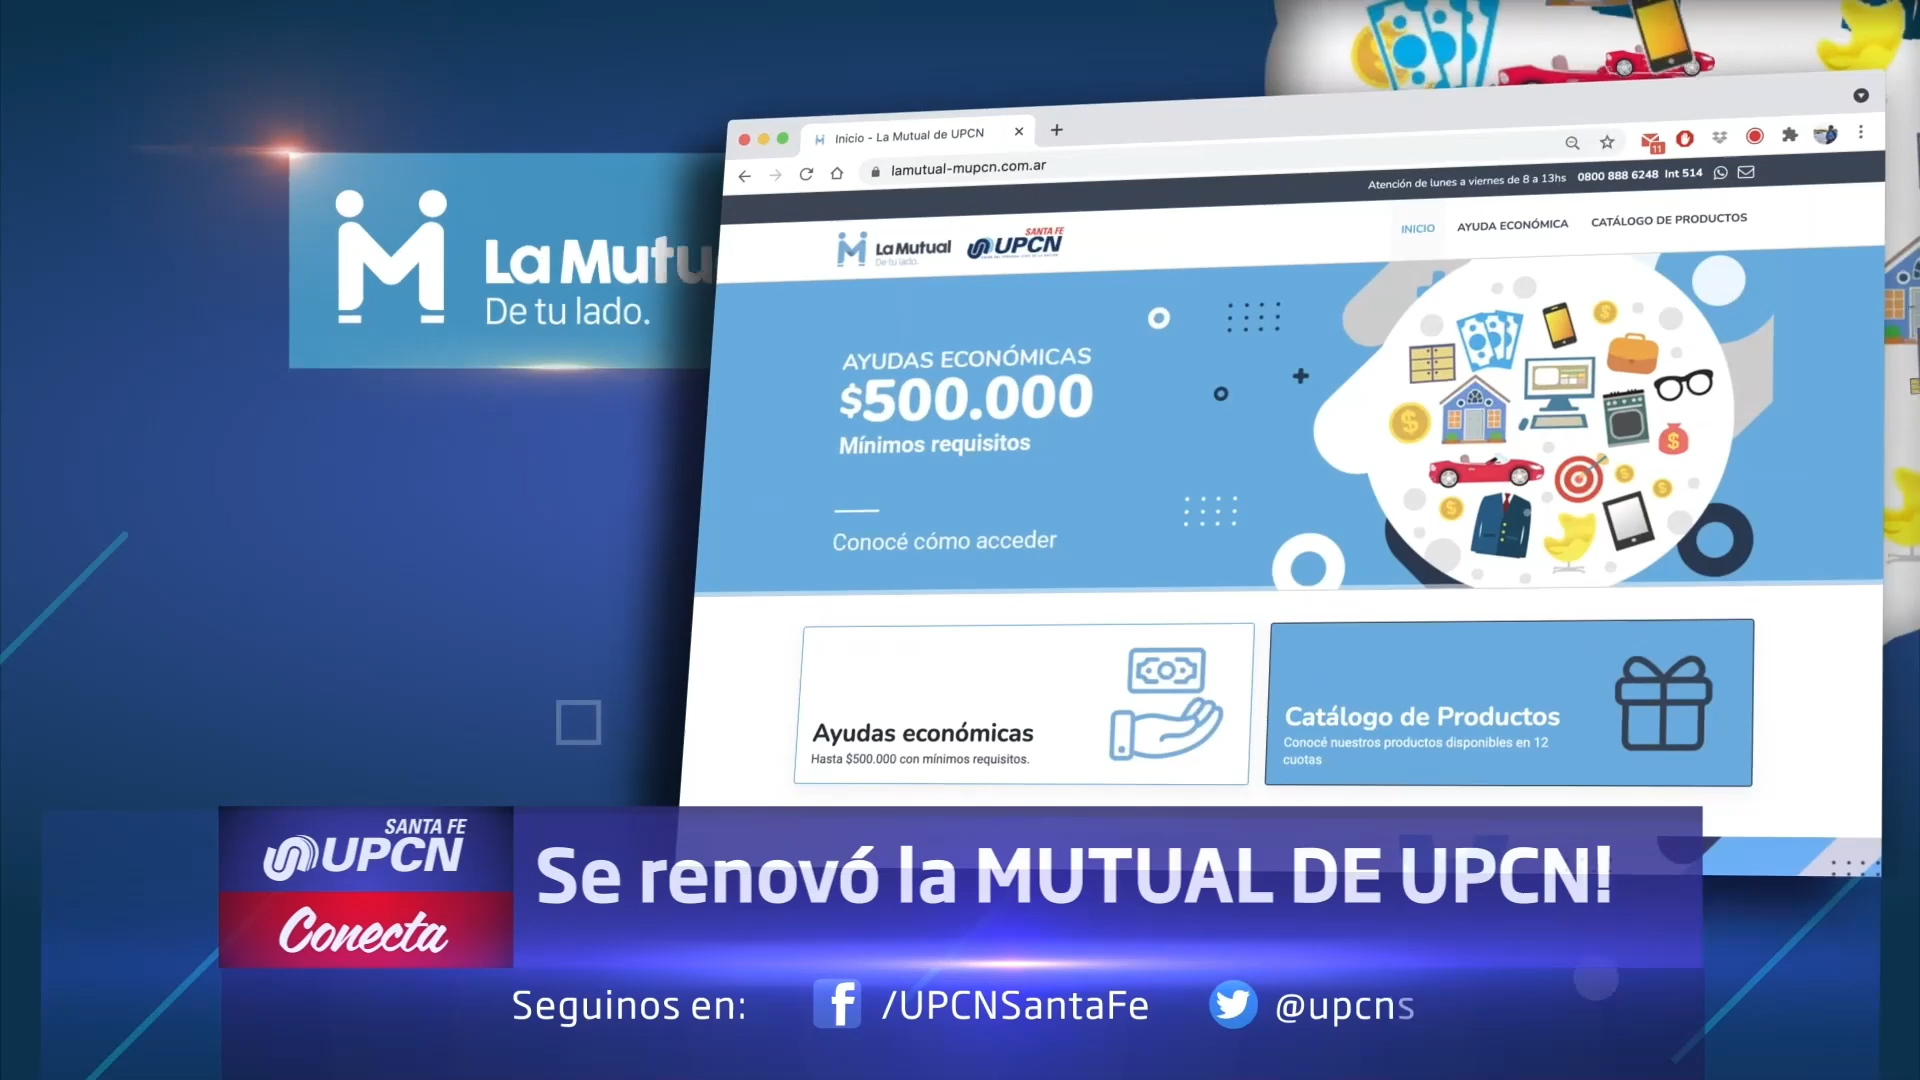 Inicio - La Mutual de UPCN
lamutual-mupcn.com.ar
11
Atención de lunes a viernes de 8 a 13hs 0800 888 6248 Int 514
La Mutual
De tu lado.
SANTA FE
UPCN
INICIO AYUDA ECONÓMICA CATÁLOGO DE PRODUCTOS
La Mutu
De tu lado.
AYUDAS ECONÓMICAS
$500.000
Mínimos requisitos
Conocé cómo acceder
Ayudas económicas
Hasta $500.000 con mínimos requisitos.
Catálogo de Productos
Conocé nuestros productos disponibles en 12
cuotas
SANTA FE
UPCN
Conecta
Se renovó la MUTUAL DE UPCN!
Seguinos en: /UPCNSantaFe @upcns